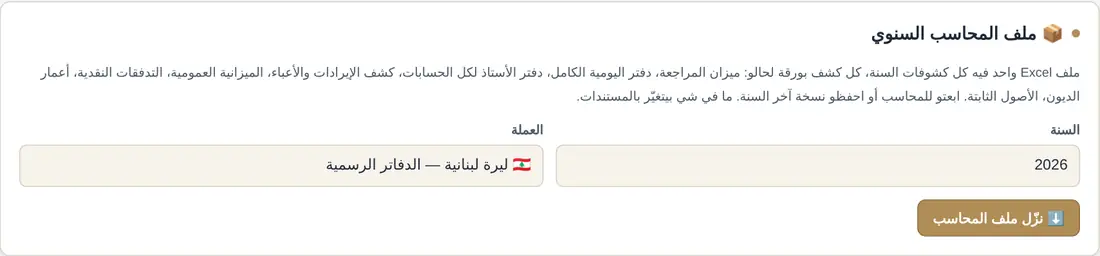 📦 ملف المحاسب السنوي
ملف Excel واحد فيه كل كشوفات السنة، كل كشف بورقة لحالو: ميزان المراجعة، دفتر اليومية الكامل، دفتر الأستاذ لكل الحسابات، كشف الإيرادات والأعباء، الميزانية العمومية، التدفقات النقدية، أعمار
الديون، الأصول الثابتة. ابعتو للمحاسب أو احفظو نسخة آخر السنة. ما في شي بيتغيّر بالمستندات.
السنة
العملة
2026
🇱🇧 ليرة لبنانية — الدفاتر الرسمية
⬇️ نزّل ملف المحاسب